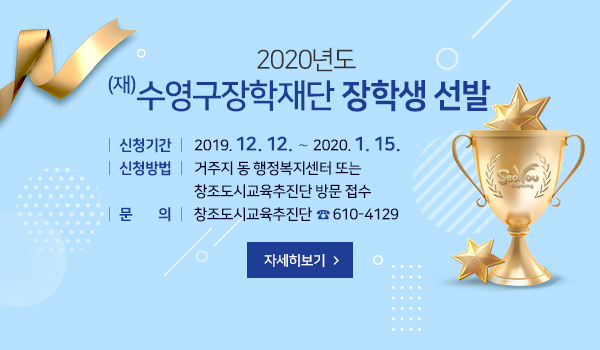 2020년도
(재)수영구장학재단 장학생 선발
신청기간 2019. 12. 12. ~ 2020. 1. 15.
신청방법 거주지 동 행정복지센터 또는
창조도시교육추진단 방문 접수
문 의 창조도시교육추진단 ☎ 610-4129
자세히보기 >